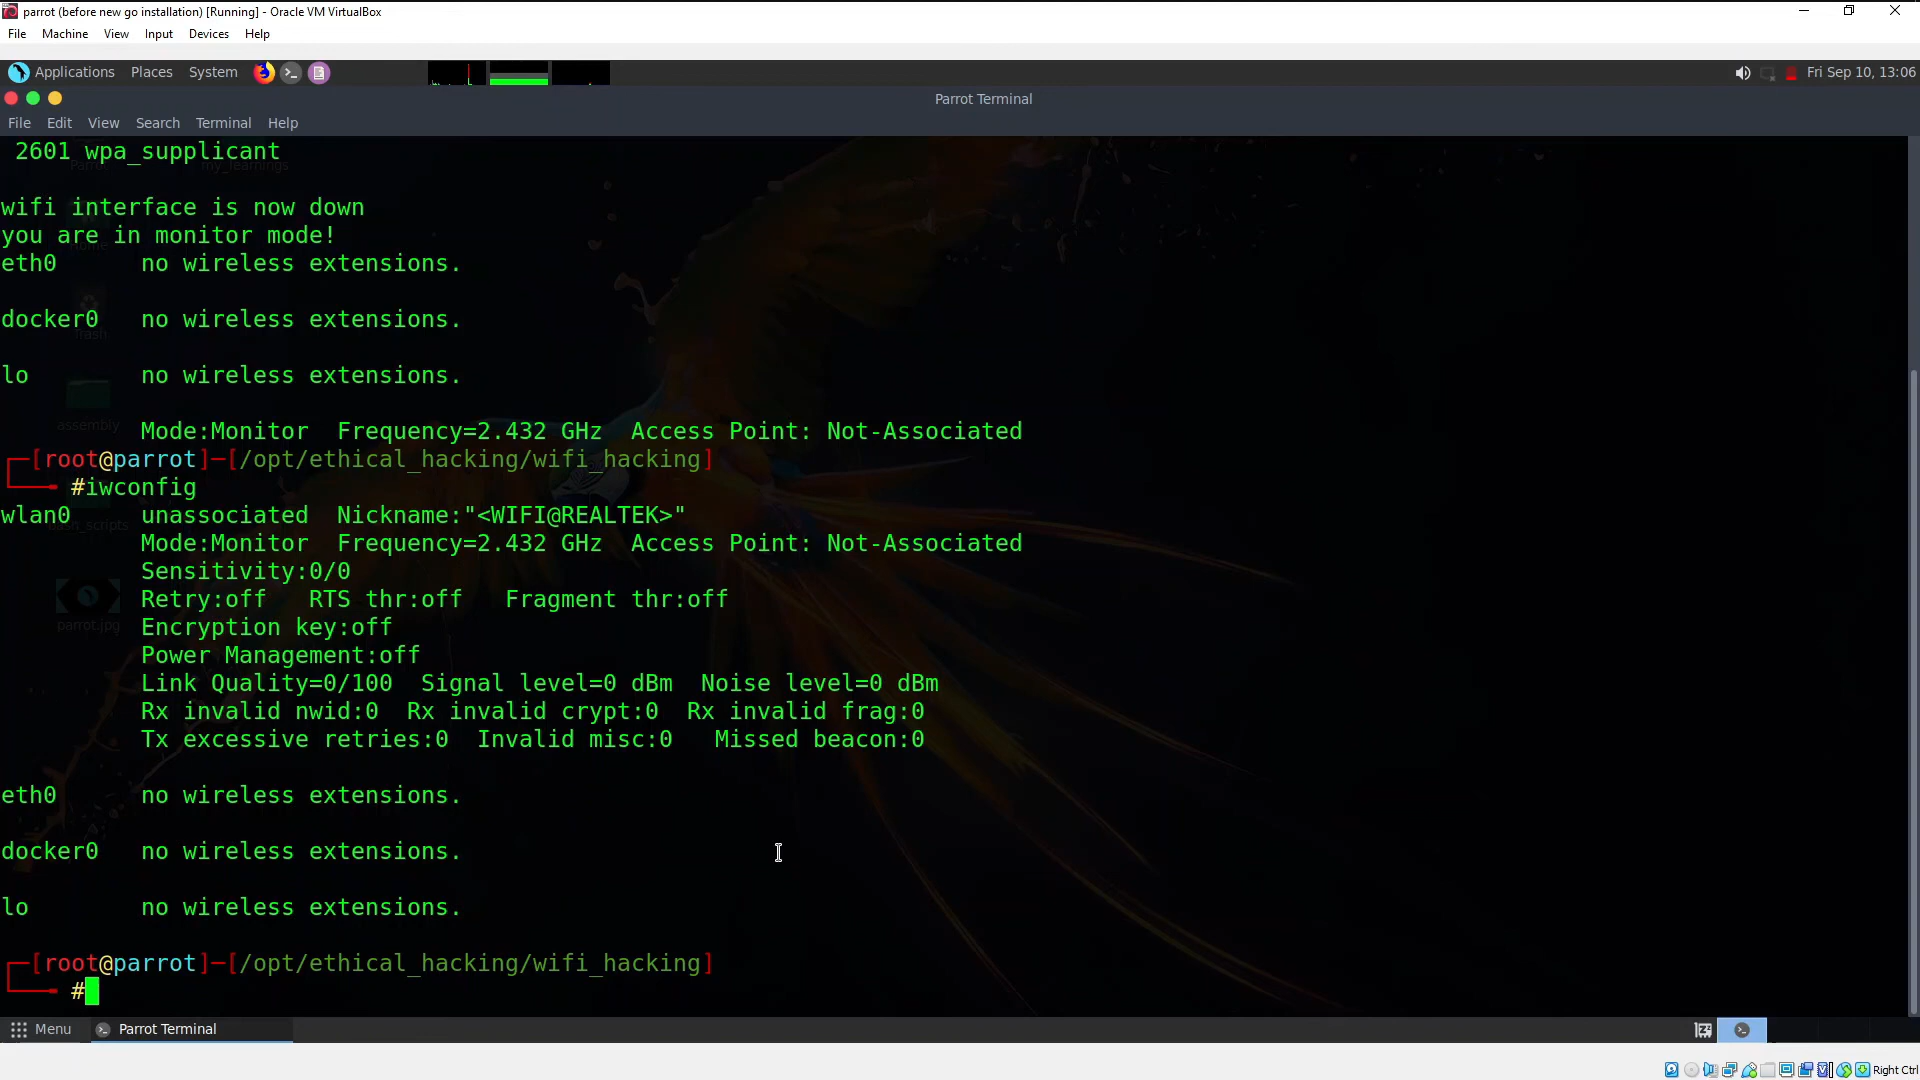 parrot (before new go installation) [Running] - Oracle VM VirtualBox
File Machine View Input Devices Help
Applications Places System Fri Sep 10, 13:06
Parrot Terminal
File Edit View Search Terminal Help
2601 wpa_supplicant
my_learnings
wifi interface is now down
you are in monitor mode!
eth0 no wireless extensions.
docker0 no wireless extensions.
Trash
lo no wireless extensions.
assembly
Mode:Monitor Frequency=2.432 GHz Access Point: Not-Associated
[root@parrot]─[/opt/ethical_hacking/wifi_hacking]
#iwconfig
wlan0 unassociated Nickname:"<WIFI@REALTEK>"
Mode:Monitor Frequency=2.432 GHz Access Point: Not-Associated
Sensitivity:0/0
Retry:off RTS thr:off Fragment thr:off
parrot.jpg
Encryption key:off
Power Management:off
Link Quality=0/100 Signal level=0 dBm Noise level=0 dBm
Rx invalid nwid:0 Rx invalid crypt:0 Rx invalid frag:0
Tx excessive retries:0 Invalid misc:0 Missed beacon:0
eth0 no wireless extensions.
docker0 no wireless extensions.
lo no wireless extensions.
[root@parrot]─[/opt/ethical_hacking/wifi_hacking]
#
Menu Parrot Terminal
Right Ctrl